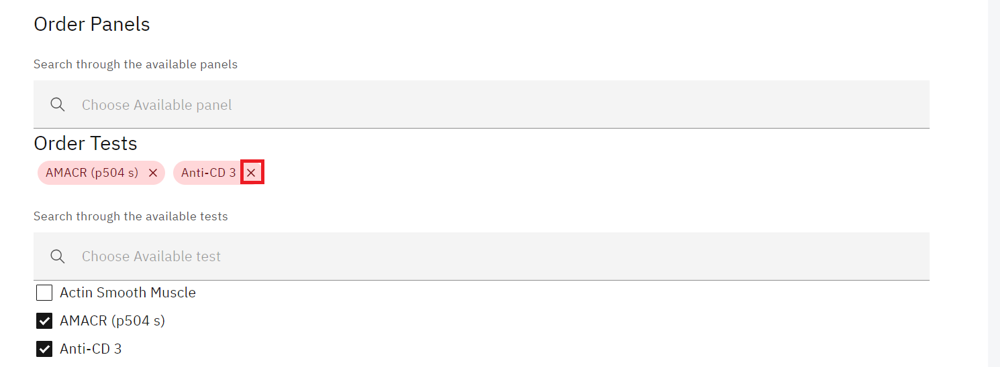 Order Panels
Search through the available panels
Choose Available panel
Order Tests
AMACR (p504 s) Anti-CD 3
Search through the available tests
Choose Available test
Actin Smooth Muscle
AMACR (p504 s)
Anti-CD 3